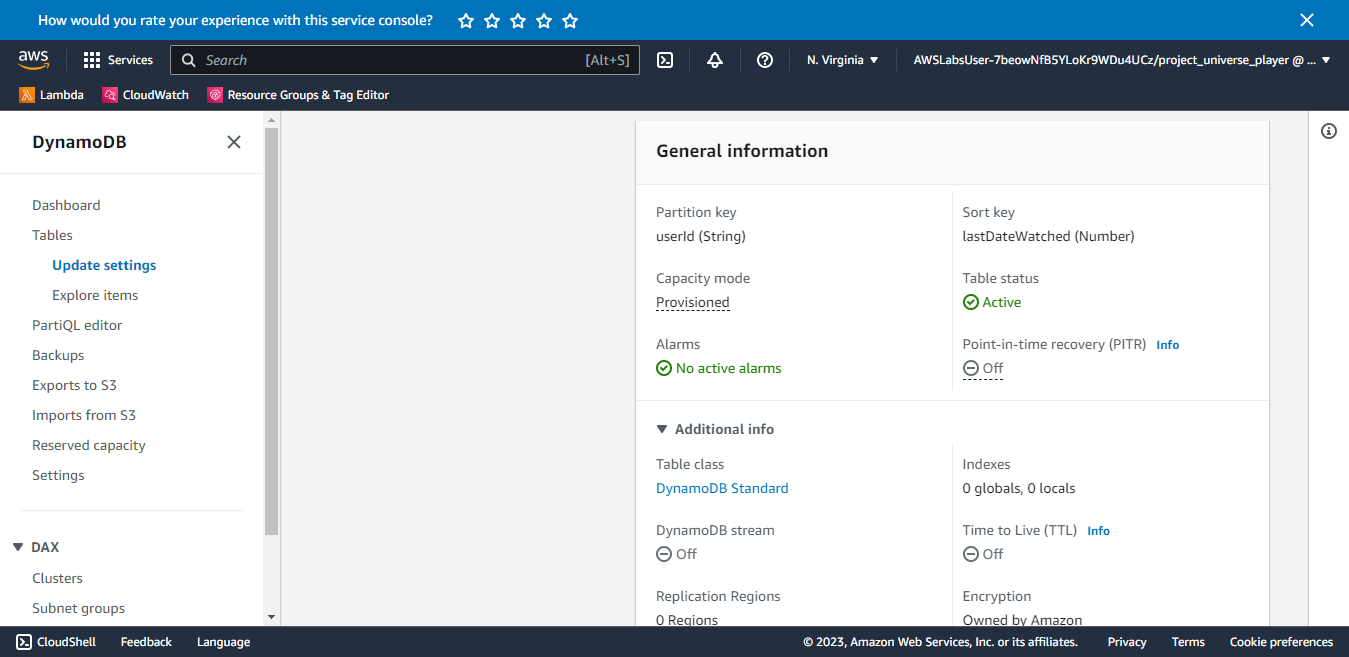 How would you rate your experience with this service console?
aws
Services
Search [Alt+S]
N. Virginia
AWSLabsUser-7beowNfB5YLoKr9WDu4UCz/project_universe_player @ ...
Lambda
CloudWatch
Resource Groups & Tag Editor
DynamoDB
Dashboard
Tables
Update settings
Explore items
PartiQL editor
Backups
Exports to S3
Imports from S3
Reserved capacity
Settings
DAX
Clusters
Subnet groups
General information
Partition key
userId (String)
Sort key
lastDateWatched (Number)
Capacity mode
Provisioned
Table status
Active
Alarms
No active alarms
Point-in-time recovery (PITR) Info
Off
Additional info
Table class
DynamoDB Standard
Indexes
0 globals, 0 locals
DynamoDB stream
Off
Time to Live (TTL) Info
Off
Replication Regions
0 Regions
Encryption
Owned by Amazon
CloudShell
Feedback
Language
© 2023, Amazon Web Services, Inc. or its affiliates.
Privacy
Terms
Cookie preferences